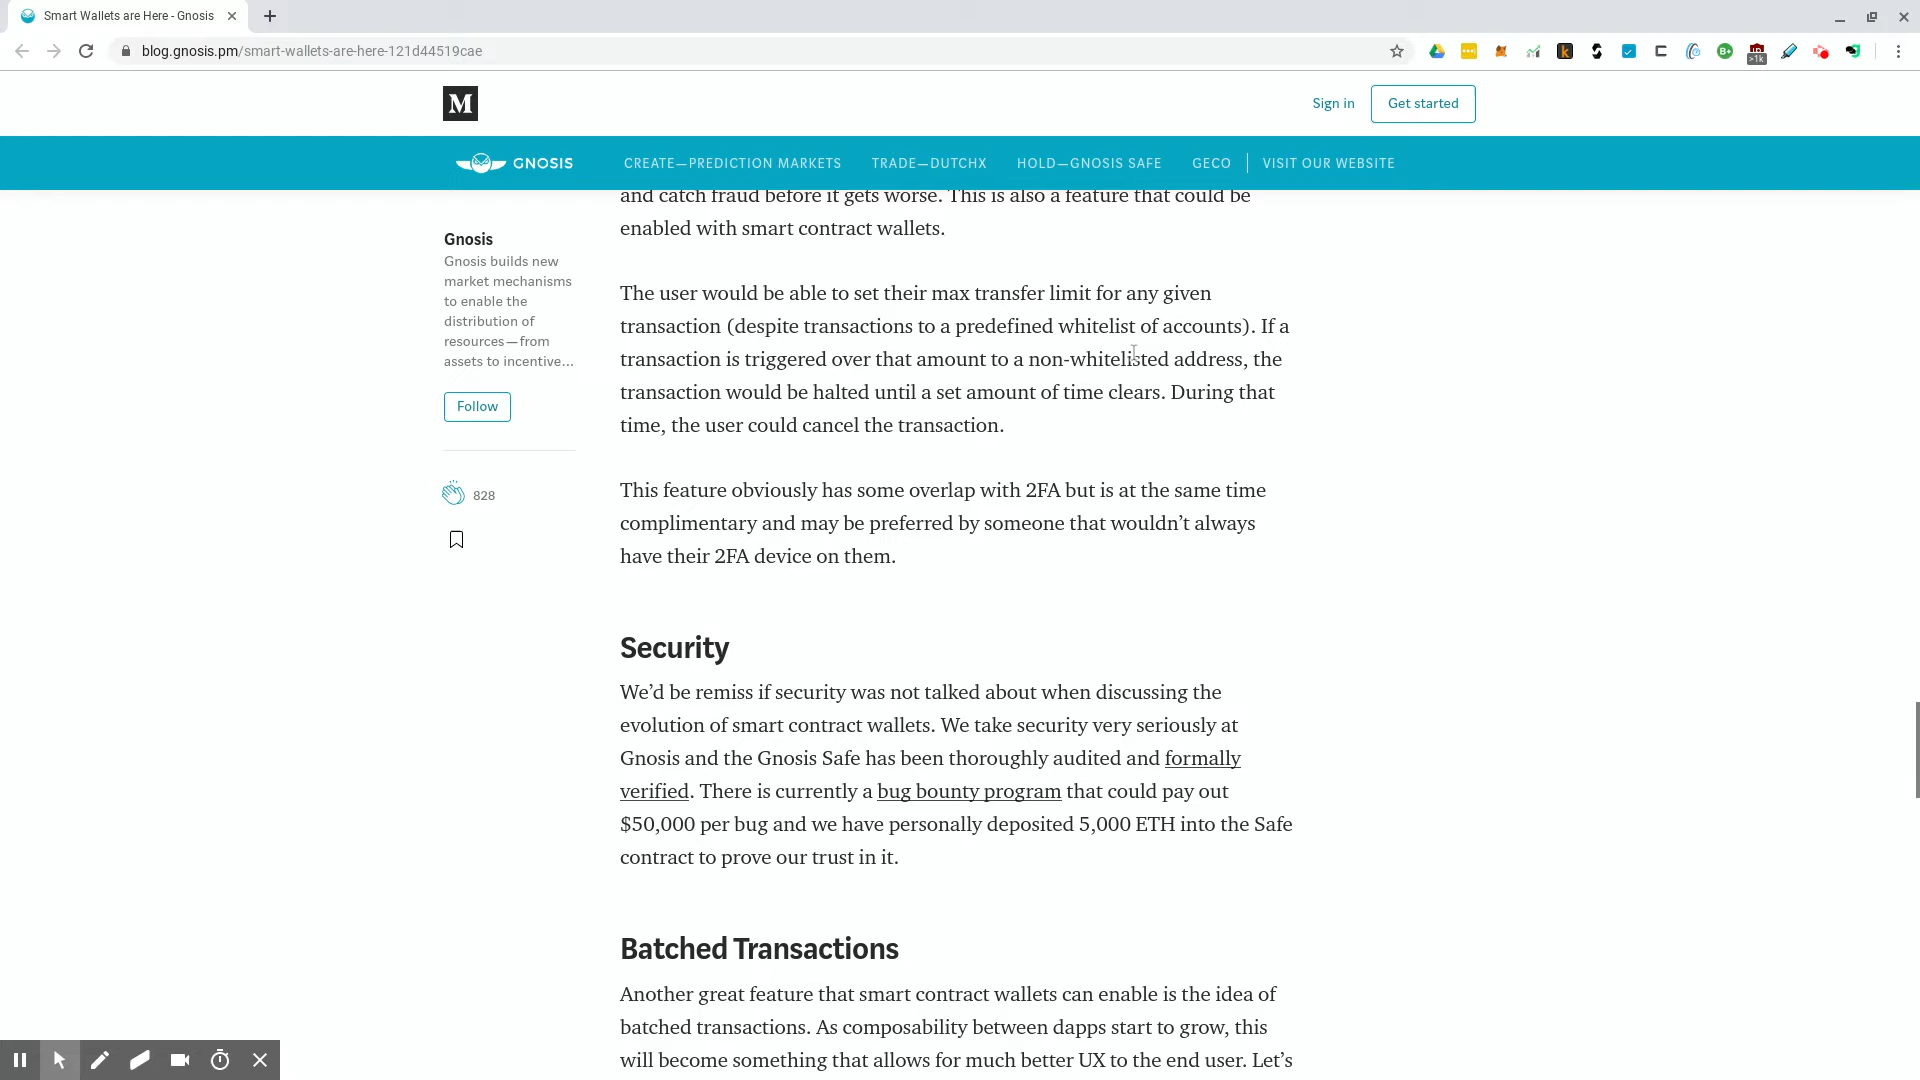 Smart Wallets are Here - Gnosis
blog.gnosis.pm/smart-wallets-are-here-121d44519cae
>1k
M
Sign in
Get started
GNOSIS
CREATE—PREDICTION MARKETS
TRADE—DUTCHX
HOLD—GNOSIS SAFE
GECO
VISIT OUR WEBSITE
Gnosis
Gnosis builds new
market mechanisms
to enable the
distribution of
resources — from
assets to incentive…
Follow
828
and catch fraud before it gets worse. This is also a feature that could be
enabled with smart contract wallets.
The user would be able to set their max transfer limit for any given
transaction (despite transactions to a predefined whitelist of accounts). If a
transaction is triggered over that amount to a non-whitelisted address, the
transaction would be halted until a set amount of time clears. During that
time, the user could cancel the transaction.
This feature obviously has some overlap with 2FA but is at the same time
complimentary and may be preferred by someone that wouldn’t always
have their 2FA device on them.
Security
We’d be remiss if security was not talked about when discussing the
evolution of smart contract wallets. We take security very seriously at
Gnosis and the Gnosis Safe has been thoroughly audited and formally
verified. There is currently a bug bounty program that could pay out
$50,000 per bug and we have personally deposited 5,000 ETH into the Safe
contract to prove our trust in it.
Batched Transactions
Another great feature that smart contract wallets can enable is the idea of
batched transactions. As composability between dapps start to grow, this
will become something that allows for much better UX to the end user. Let’s